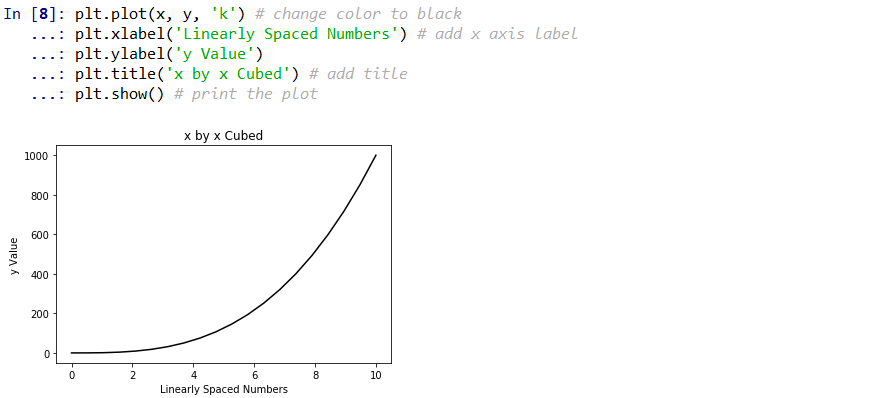 In [8]: plt.plot(x, y, 'k') # change color to black
...: plt.xlabel('Linearly Spaced Numbers') # add x axis label
...: plt.ylabel('y Value')
...: plt.title('x by x Cubed') # add title
...: plt.show() # print the plot
x by x Cubed
1000
800
600
400
200
0
y Value
0 2 4 6 8 10
Linearly Spaced Numbers